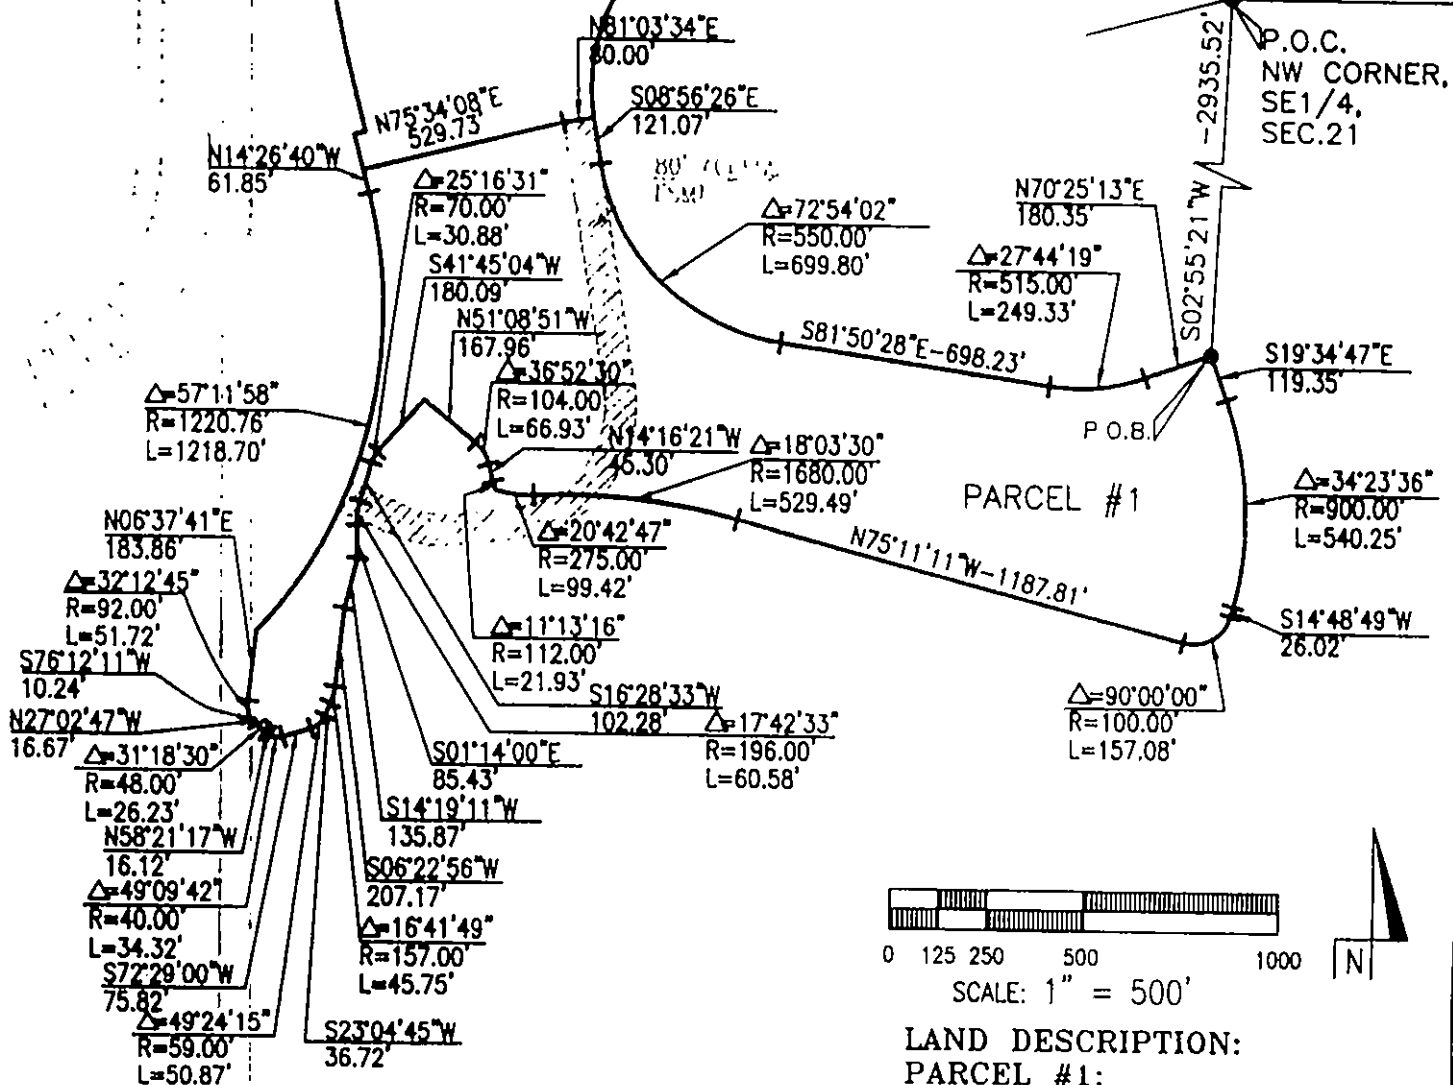 N81°03'34"E
80.00'
S02°55'21"W -2935.52'
P.O.C.
NW CORNER,
SE1/4,
SEC.21
N75°34'08"E
529.73'
S08°56'26"E
121.07'
N14°26'40"W
61.85'
80'
Δ=25°16'31"
R=70.00'
L=30.88'
Δ=72°54'02"
R=550.00'
L=699.80'
N70°25'13"E
180.35'
Δ=27°44'19"
R=515.00'
L=249.33'
S41°45'04"W
180.09'
N51°08'51"W
167.96'
S81°50'28"E-698.23'
S19°34'47"E
119.35'
Δ=36°52'30"
R=104.00'
L=66.93'
Δ=57°11'58"
R=1220.76'
L=1218.70'
P.O.B.
N14°16'21"W
45.30'
Δ=18°03'30"
R=1680.00'
L=529.49'
PARCEL #1
Δ=34°23'36"
R=900.00'
L=540.25'
N06°37'41"E
183.86'
Δ=20°42'47"
R=275.00'
L=99.42'
N75°11'11"W-1187.81'
Δ=32°12'45"
R=92.00'
L=51.72'
Δ=11°13'16"
R=112.00'
L=21.93'
S14°48'49"W
26.02'
S76°12'11"W
10.24'
S16°28'33"W
102.28'
Δ=90°00'00"
R=100.00'
L=157.08'
N27°02'47"W
16.67'
Δ=17°42'33"
R=196.00'
L=60.58'
Δ=31°18'30"
R=48.00'
L=26.23'
S01°14'00"E
85.43'
S14°19'11"W
135.87'
N58°21'17"W
16.12'
S06°22'56"W
207.17'
Δ=49°09'42"
R=40.00'
L=34.32'
Δ=16°41'49"
R=157.00'
L=45.75'
S72°29'00"W
75.82'
Δ=49°24'15"
R=59.00'
L=50.87'
S23°04'45"W
36.72'
0 125 250 500 1000
N
SCALE: 1" = 500'
LAND DESCRIPTION:
PARCEL #1: